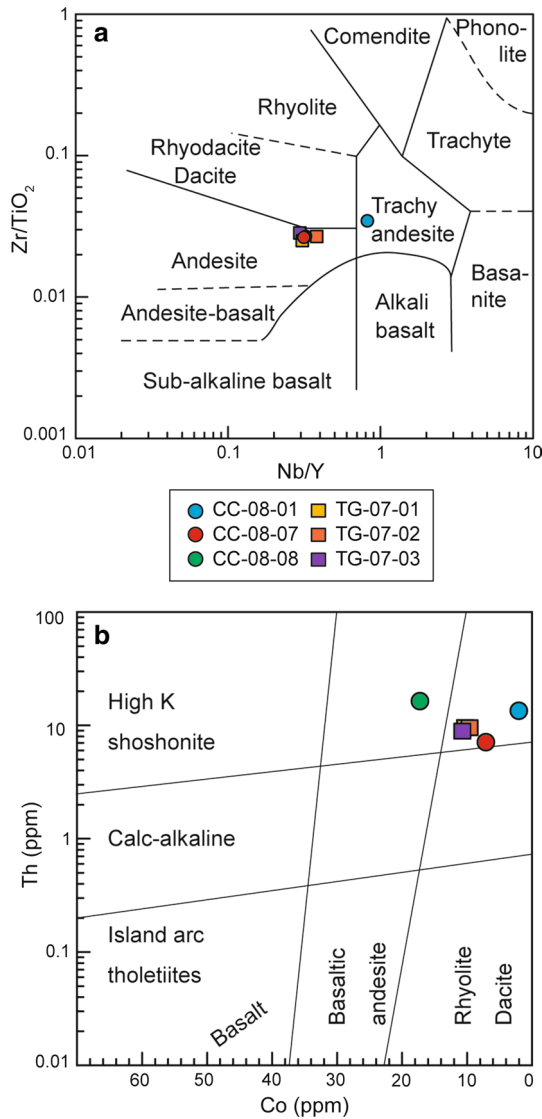 a
1
0.1
0.01
0.001
Zr/TiO2
Comendite
Phono-
lite
Rhyolite
Trachyte
Rhyodacite
Dacite
Trachy
andesite
Andesite
Basa-
nite
Andesite-basalt
Alkali
basalt
Sub-alkaline basalt
0.01
0.1
1
10
Nb/Y
CC-08-01
TG-07-01
CC-08-07
TG-07-02
CC-08-08
TG-07-03
b
100
10
1
0.1
0.01
Th (ppm)
High K
shoshonite
Calc-alkaline
Island arc
tholetiites
Basalt
Basaltic
andesite
Rhyolite
Dacite
60
50
40
30
20
10
0
Co (ppm)